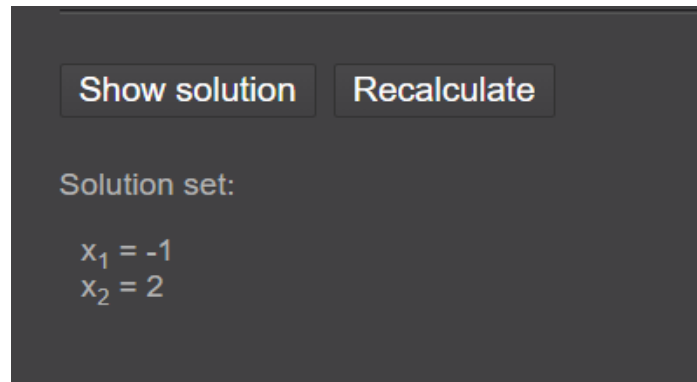 Show solution Recalculate
Solution set:
x₁ = -1
x₂ = 2